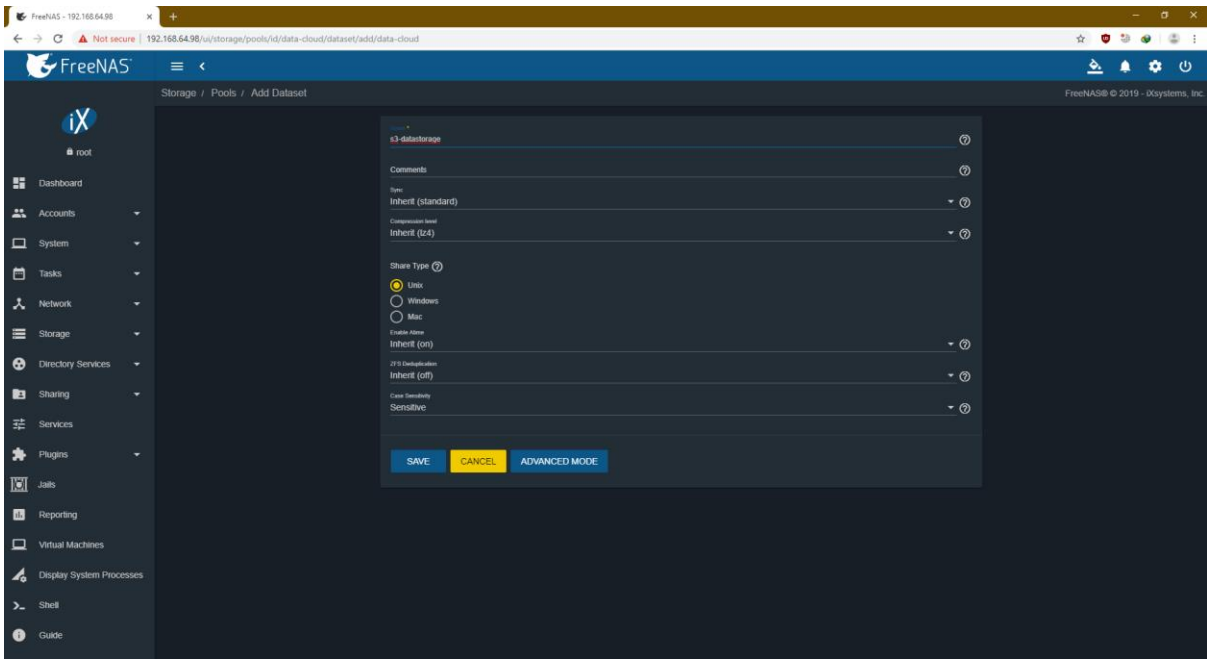 FreeNAS - 192.168.64.98
Not secure 192.168.64.98/ui/storage/pools/id/data-cloud/dataset/add/data-cloud
FreeNAS
Storage / Pools / Add Dataset
FreeNAS® © 2019 - iXsystems, Inc.
iX
root
Dashboard
Accounts
System
Tasks
Network
Storage
Directory Services
Sharing
Services
Plugins
Jails
Reporting
Virtual Machines
Display System Processes
Shell
Guide
s3-datastorage
Comments
Sync
Inherit (standard)
Compression level
Inherit (lz4)
Share Type
Unix
Windows
Mac
Enable Atime
Inherit (on)
ZFS Deduplication
Inherit (off)
Case Sensitivity
Sensitive
SAVE CANCEL ADVANCED MODE